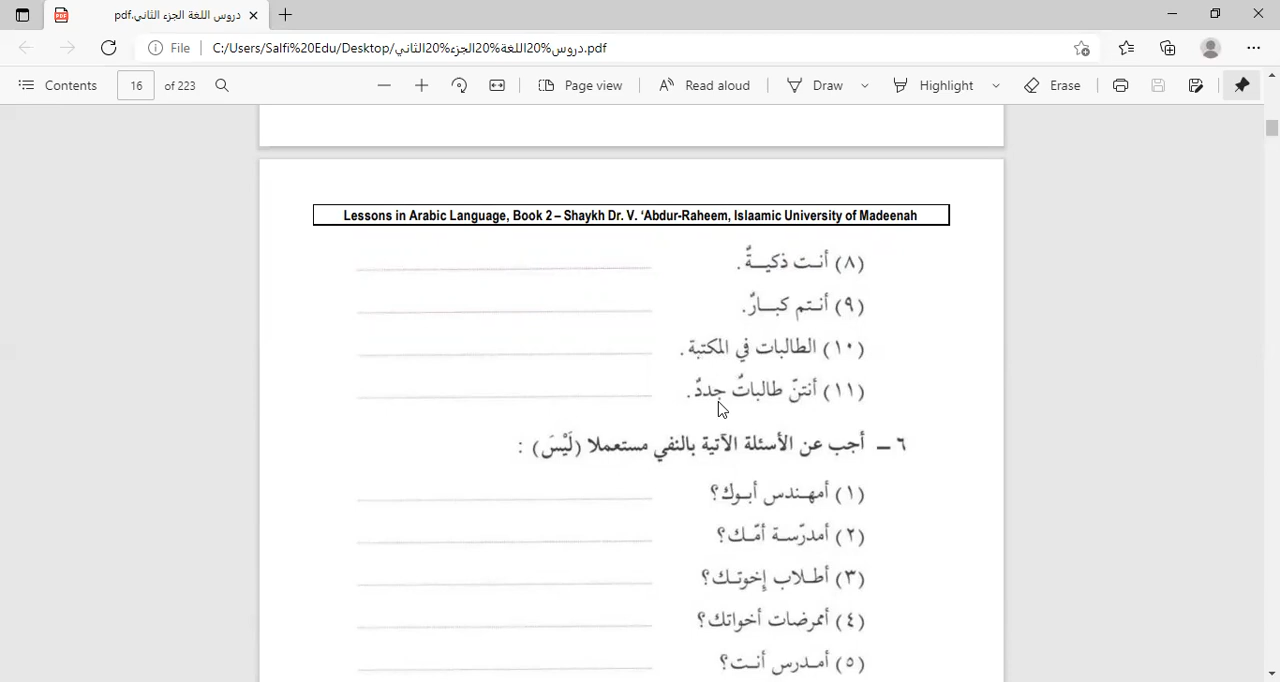 دروس اللغة الجزء الثاني.pdf
File
C:/Users/Salfi%20Edu/Desktop/دروس%20اللغة%20الجزء%20الثاني.pdf
Contents 16 of 223 Page view Read aloud Draw Highlight Erase
Lessons in Arabic Language, Book 2 – Shaykh Dr. V. ‘Abdur-Raheem, Islaamic University of Madeenah
(٨) أنت ذكيةٌ.
(٩) أنتم كبارٌ.
(١٠) الطالبات في المكتبة.
(١١) أنتنّ طالباتٌ جددٌ.
٦ ــ أجب عن الأسئلة الآتية بالنفي مستعملا (لَيْسَ) :
(١) أمهندس أبوك؟
(٢) أمدرّسة أمّك؟
(٣) أطلاب إخوتك؟
(٤) أممرضات أخواتك؟
(٥) أمدرس أنت؟